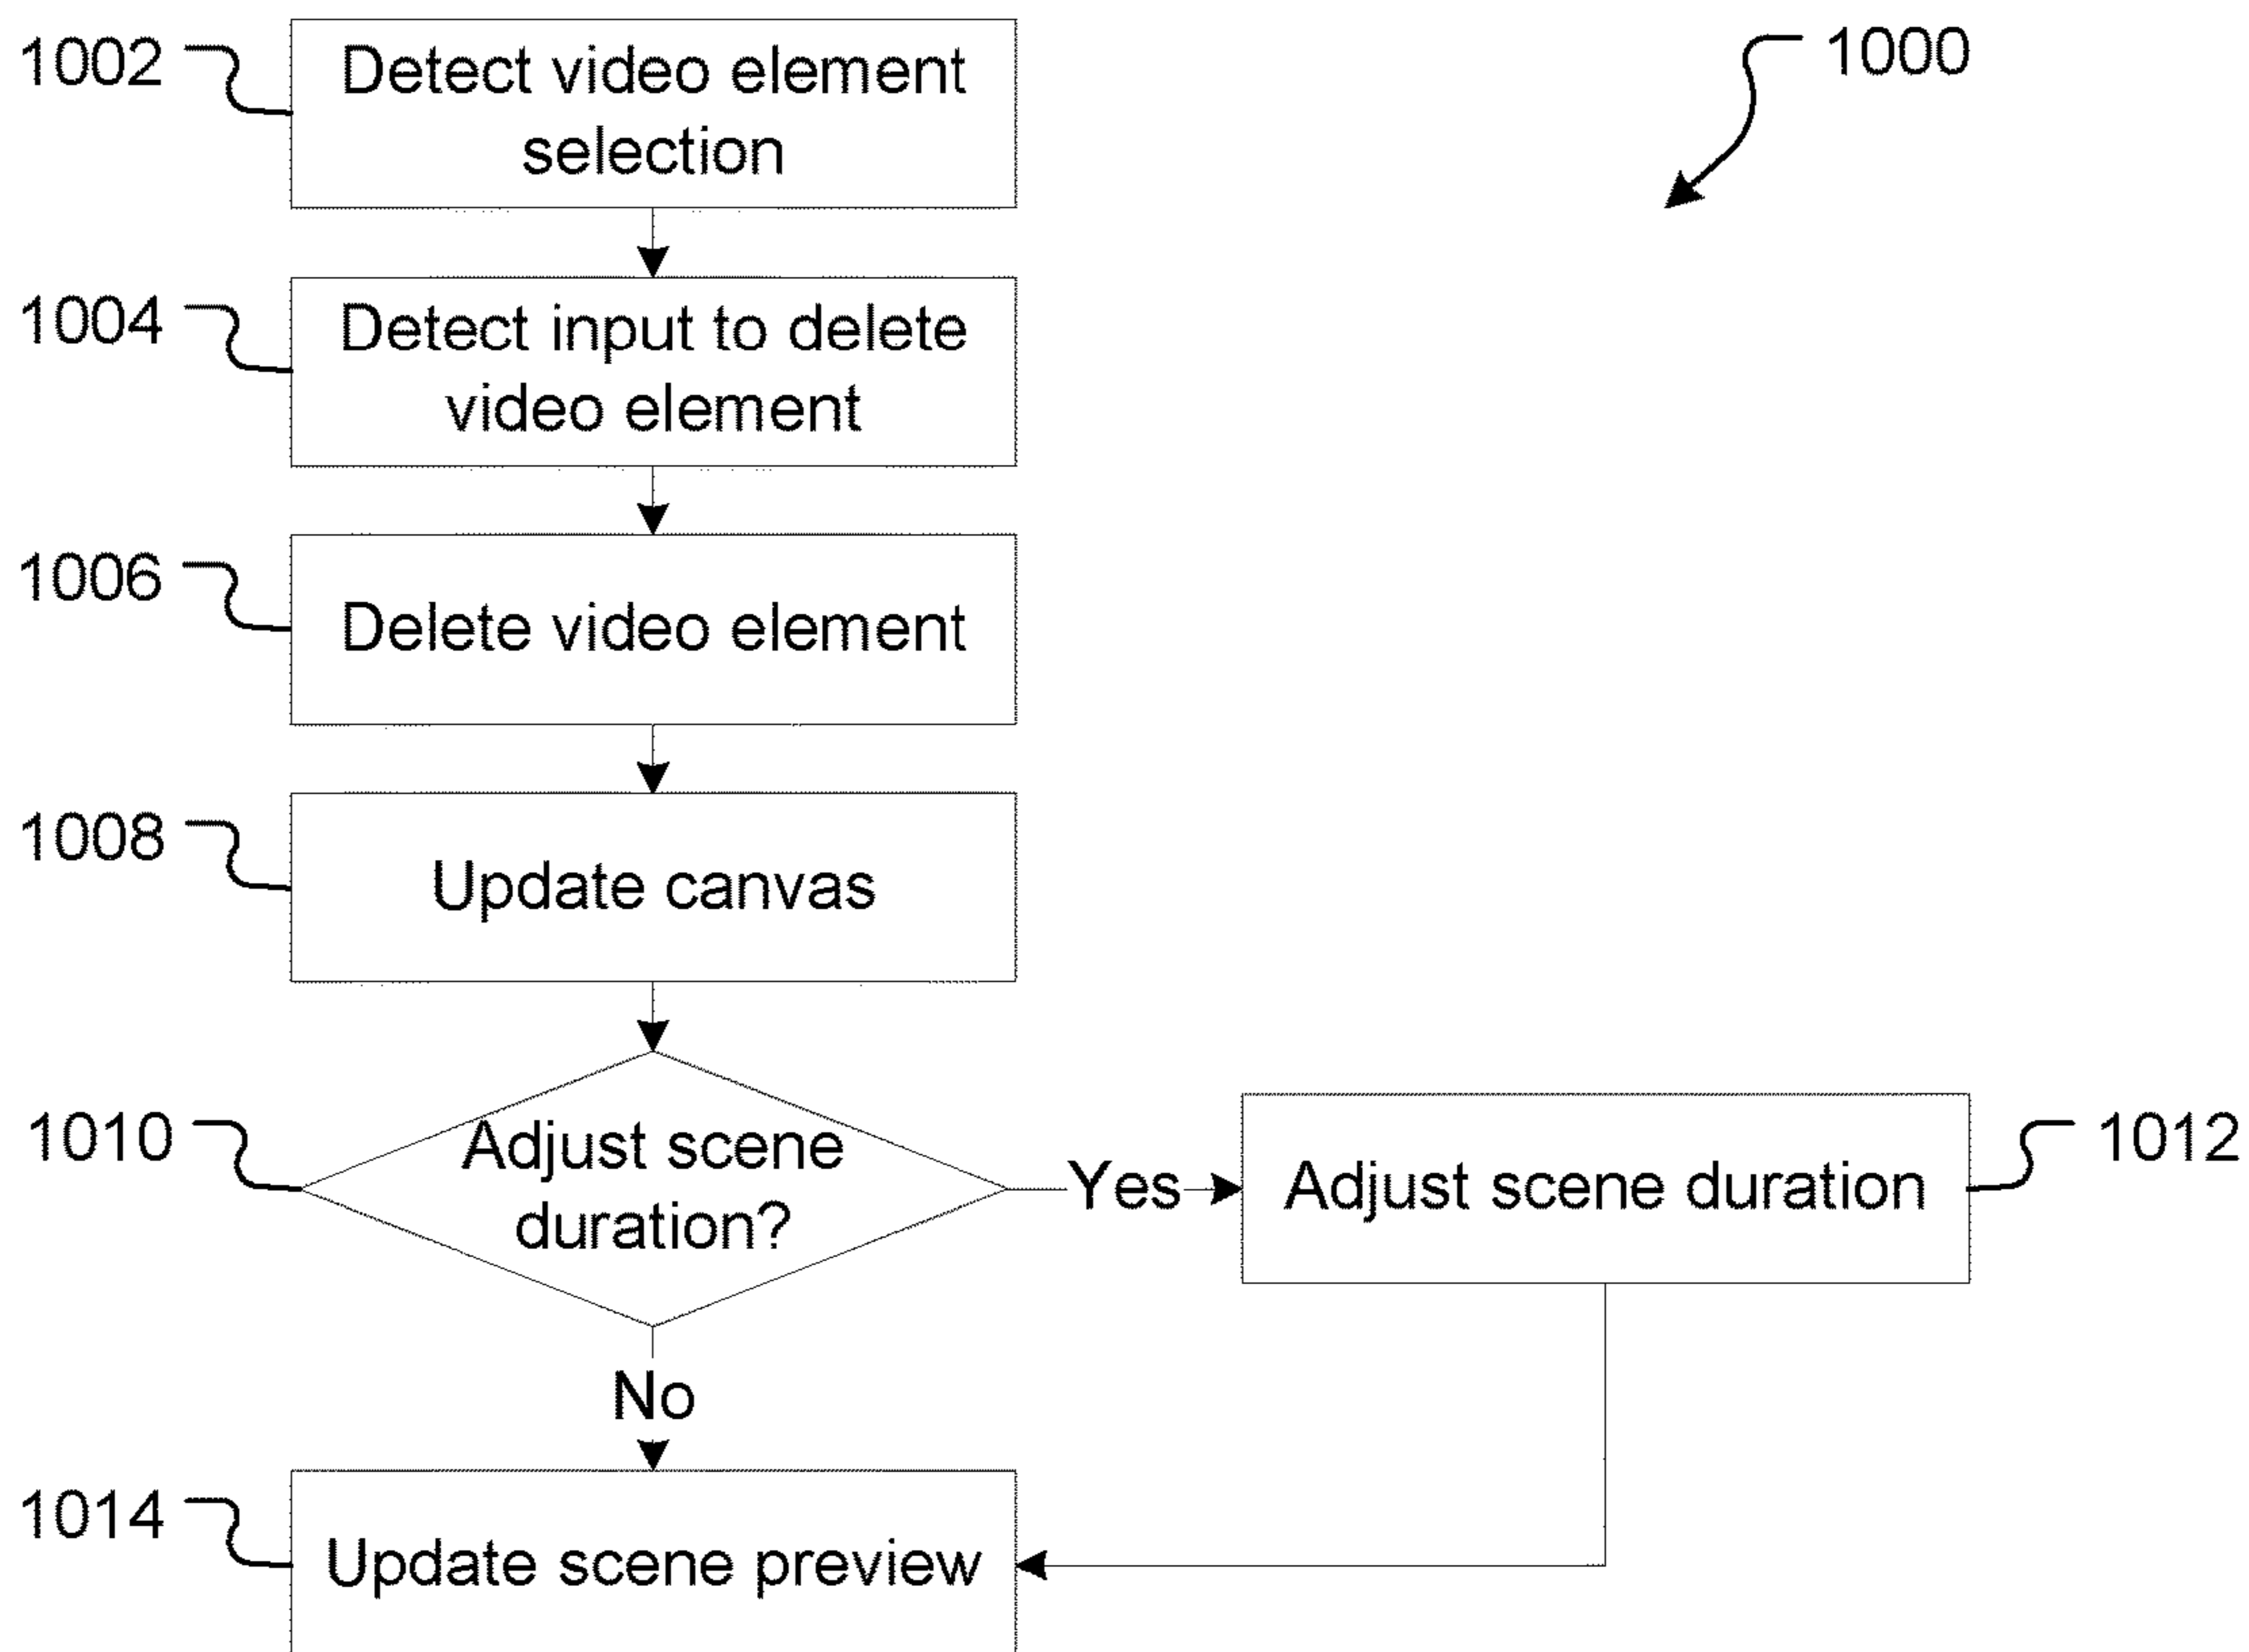 1002
Detect video element
selection
1000
1004
Detect input to delete
video element
1006
Delete video element
1008
Update canvas
1010
Adjust scene
duration?
Yes
Adjust scene duration
1012
No
1014
Update scene preview